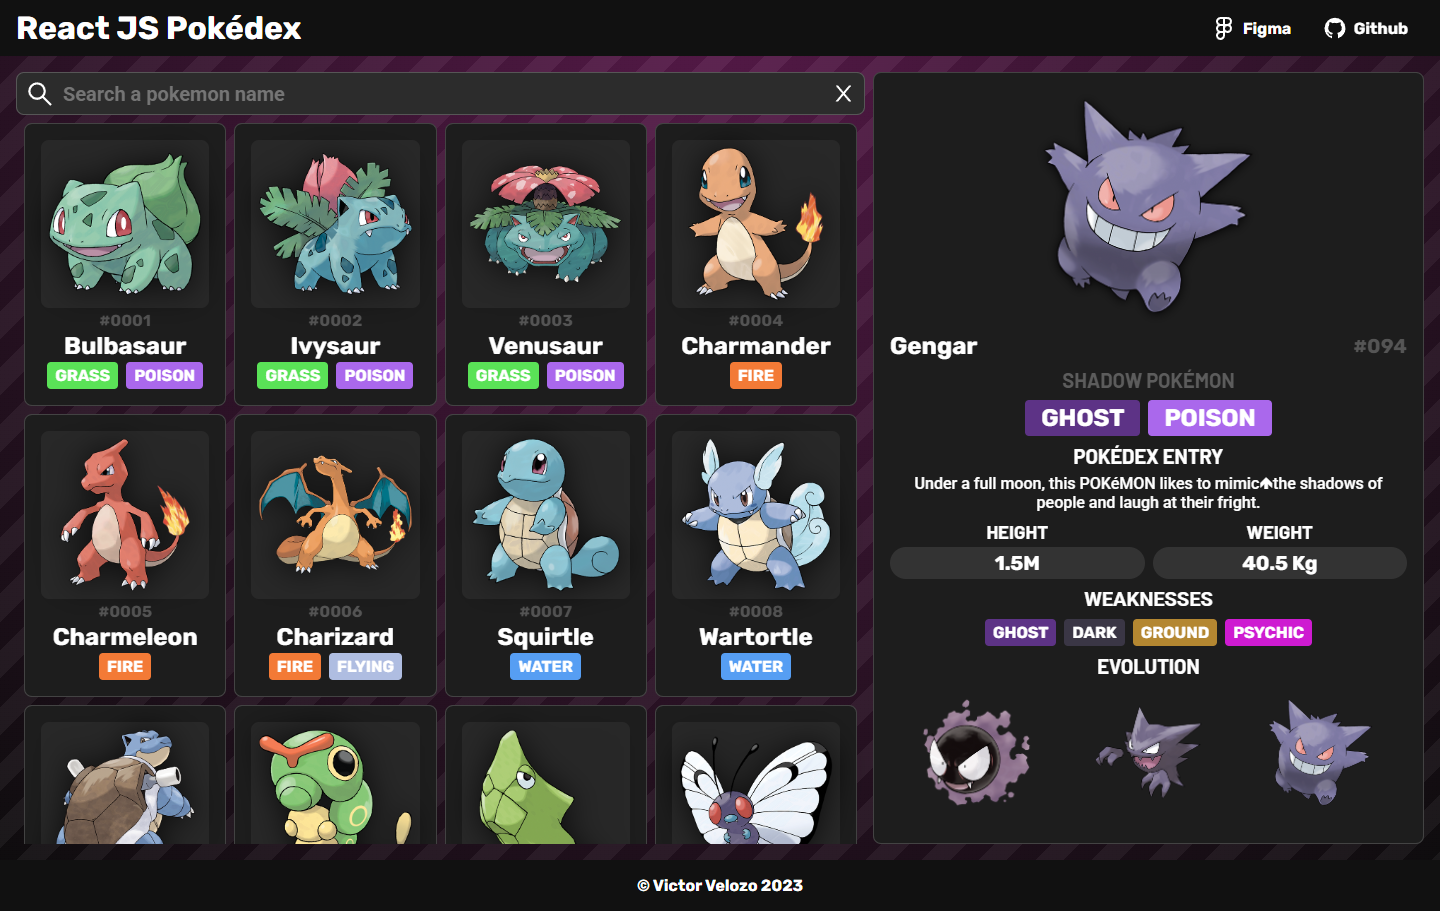 React JS Pokédex
Figma
Github
Search a pokemon name
#0001
Bulbasaur
GRASS POISON
#0002
Ivysaur
GRASS POISON
#0003
Venusaur
GRASS POISON
#0004
Charmander
FIRE
#0005
Charmeleon
FIRE
#0006
Charizard
FIRE FLYING
#0007
Squirtle
WATER
#0008
Wartortle
WATER
Gengar
#094
SHADOW POKÉMON
GHOST POISON
POKÉDEX ENTRY
Under a full moon, this POKéMON likes to mimic↑the shadows of
people and laugh at their fright.
HEIGHT
1.5M
WEIGHT
40.5 Kg
WEAKNESSES
GHOST DARK GROUND PSYCHIC
EVOLUTION
© Victor Velozo 2023